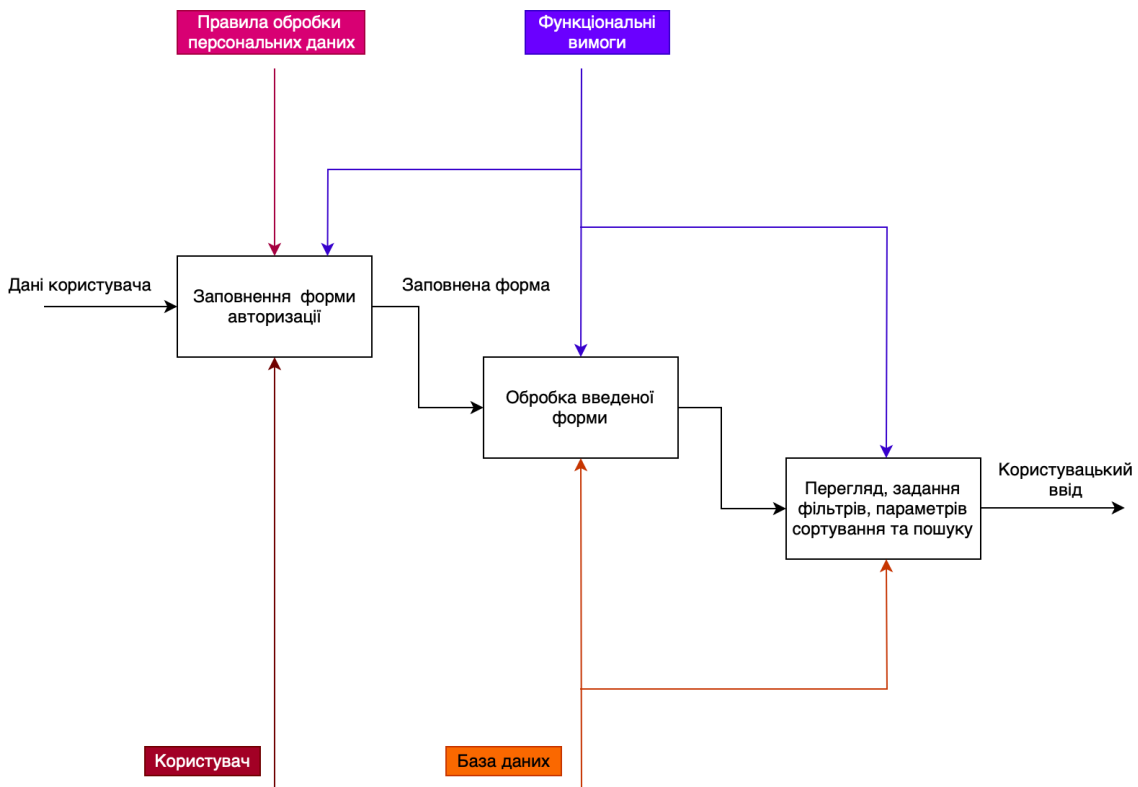 Правила обробки
персональних даних
Функціональні
вимоги
Дані користувача
Заповнення форми
авторизації
Заповнена форма
Обробка введеної
форми
Перегляд, задання
фільтрів, параметрів
сортування та пошуку
Користувацький
ввід
Користувач
База даних